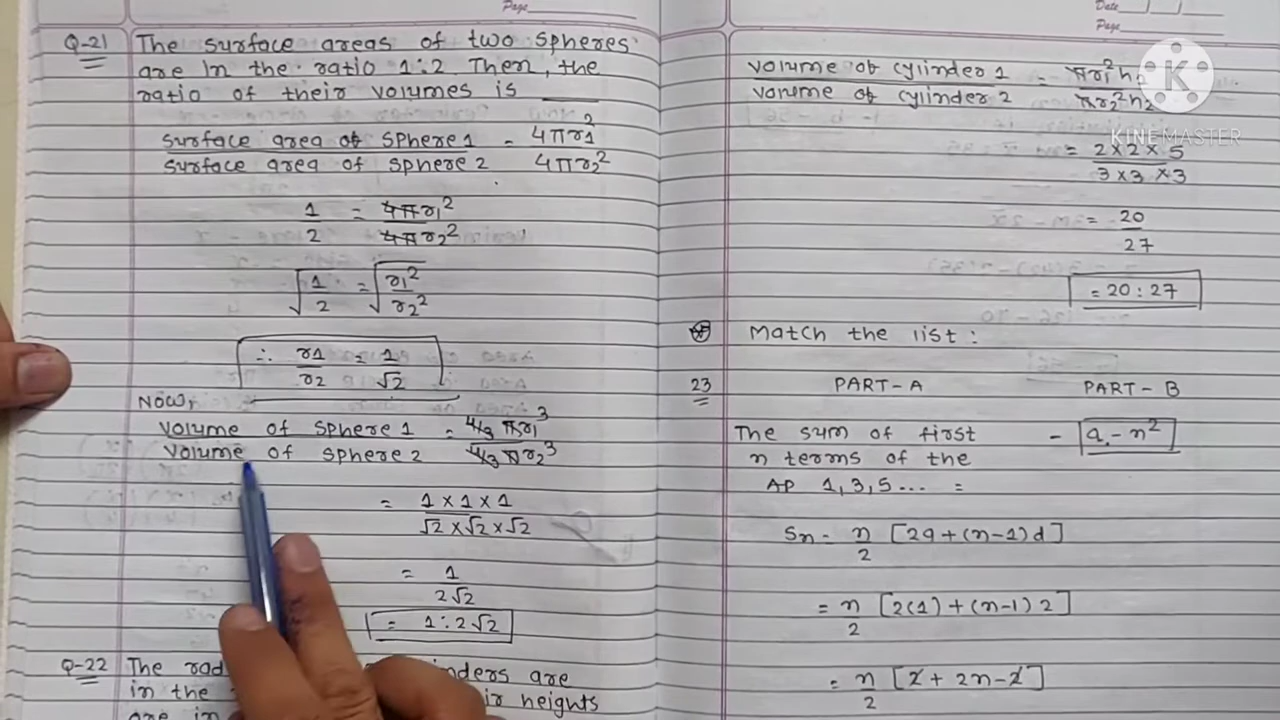 Page
Q-21 The surface areas of two spheres
are in the ratio 1:2. Then, the
ratio of their volumes is ____
surface area of sphere 1 = 4πr1²
surface area of sphere 2 4πr2²
1 = 4πr1²
2 4πr2²
√1/2 = √r1²/r2²
∴ r1 = 1
r2 √2
Now,
volume of sphere 1 = 4/3 πr1³
volume of sphere 2 4/3 πr2³
= 1 × 1 × 1
√2 × √2 × √2
= 1
2√2
= 1:2√2
Q-22 The are
in the heights
are in
Date
Page
volume of cylinder 1 = πr1²h
volume of cylinder 2 πr2²h2
K
KINEMASTER
= 2×2×5
3×3×3
= 20
27
= 20:27
Match the list:
23 PART-A PART-B
The sum of first - a.- n²
n terms of the
AP 1, 3, 5... =
Sn - n/2 [2a+(n-1)d]
= n/2 [2(1)+(n-1)2]
= n/2 [2+2n-2]